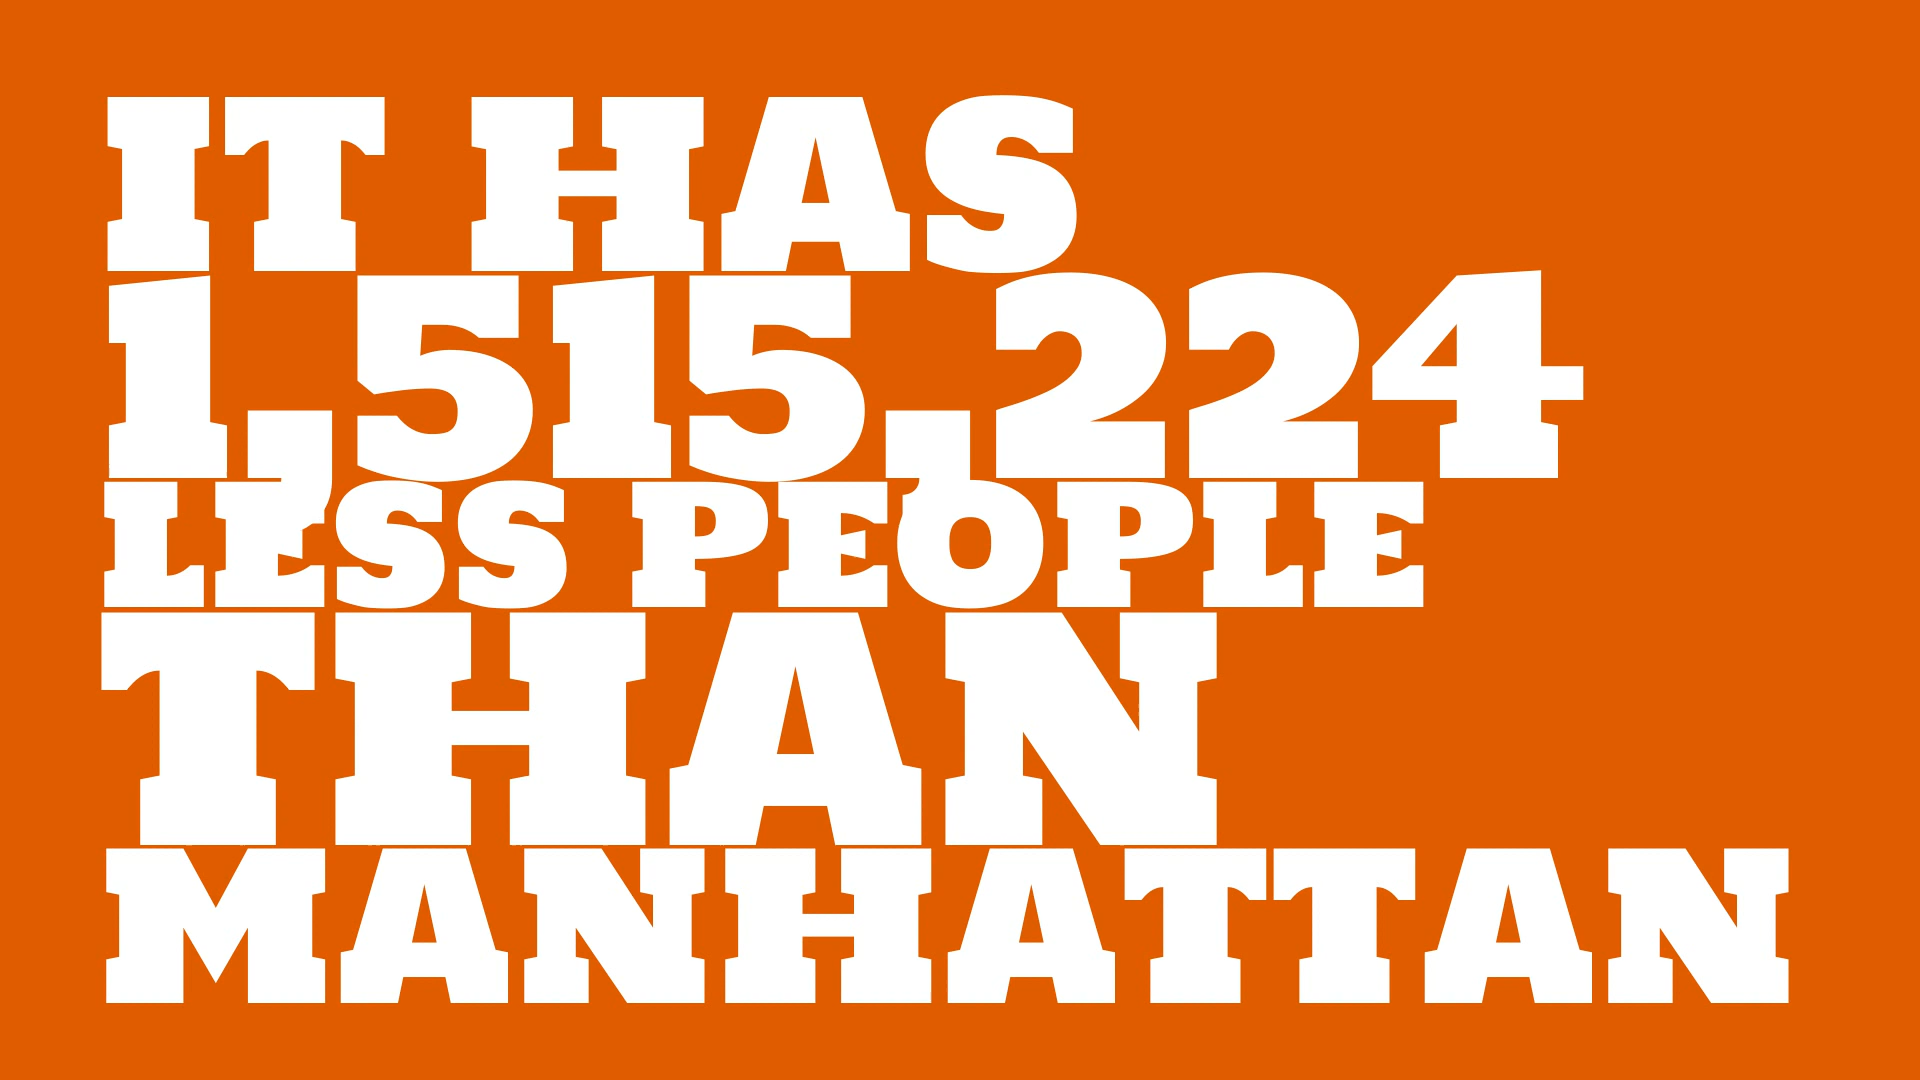 IT HAS
1,515,224
LESS PEOPLE
THAN
MANHATTAN